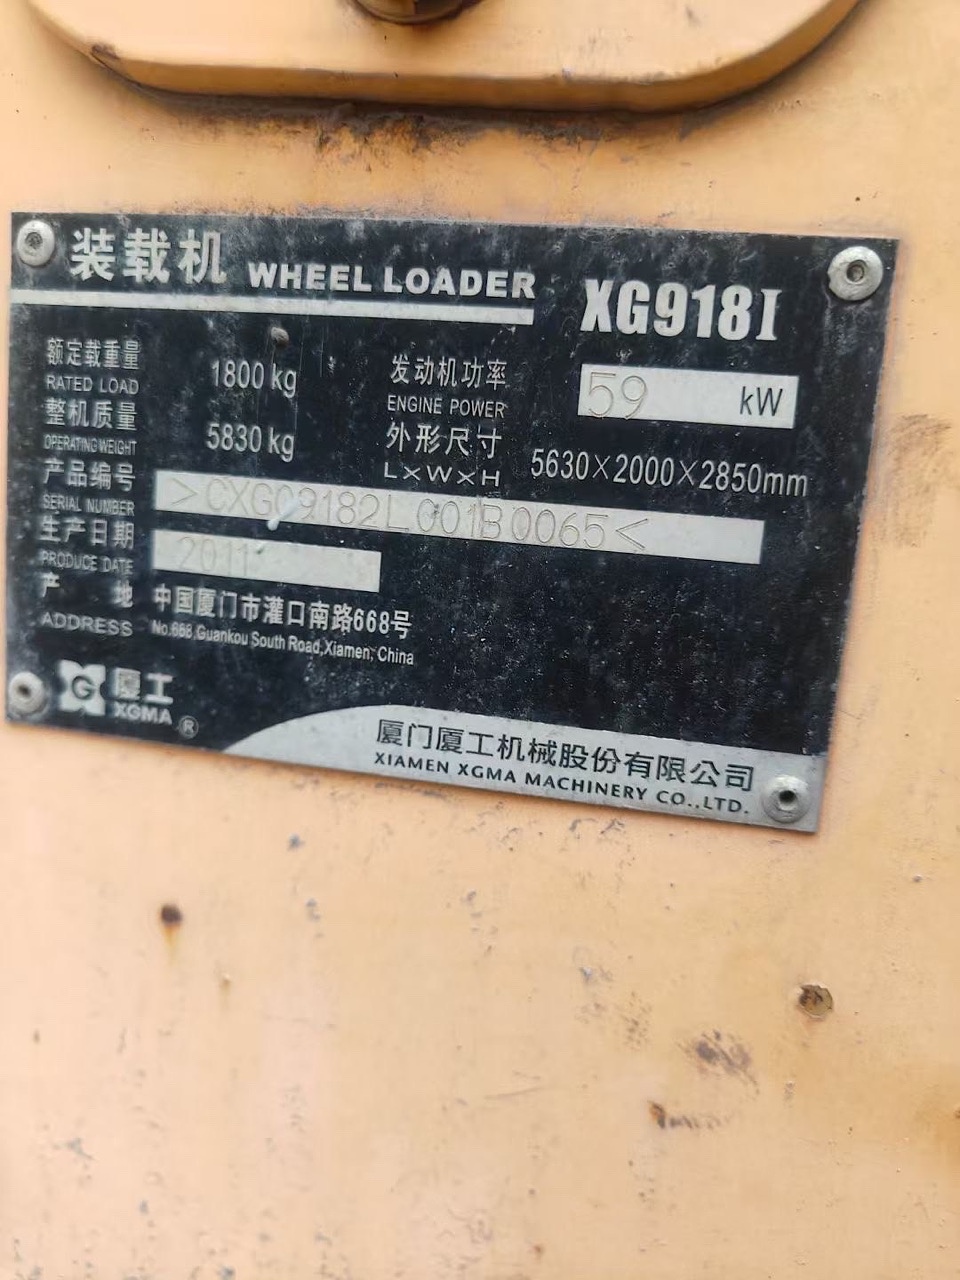 装载机 WHEEL LOADER XG918I
额定载重量 1800 kg 发动机功率 59 kW
RATED LOAD ENGINE POWER
整机质量 5830 kg 外形尺寸 5630×2000×2850mm
OPERATING WEIGHT L×W×H
产品编号 >CXG09182L001B0065<
SERIAL NUMBER
生产日期 2011
PRODUCE DATE
产 地 中国厦门市灌口南路668号
ADDRESS No.668,Guankou South Road,Xiamen, China
G 厦工
XGMA ®
厦门厦工机械股份有限公司
XIAMEN XGMA MACHINERY CO.,LTD.